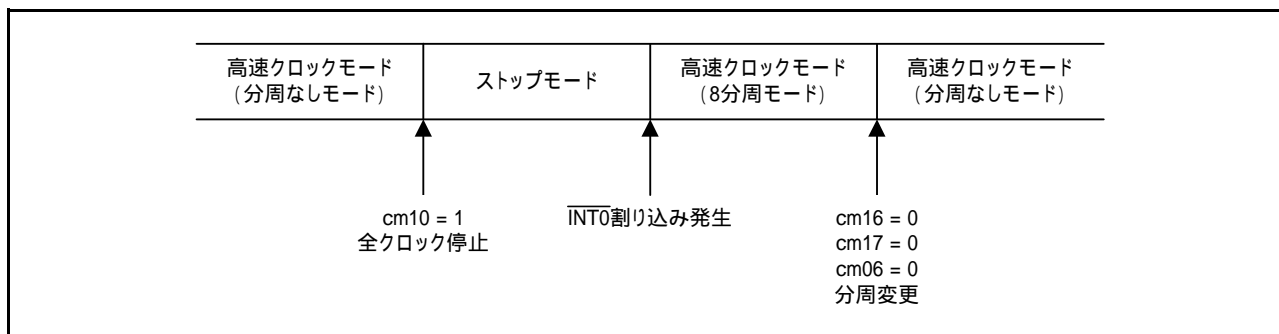 高速クロックモード
(分周なしモード)
ストップモード
高速クロックモード
(8分周モード)
高速クロックモード
(分周なしモード)
cm10 = 1
全クロック停止
INT0割り込み発生
cm16 = 0
cm17 = 0
cm06 = 0
分周変更